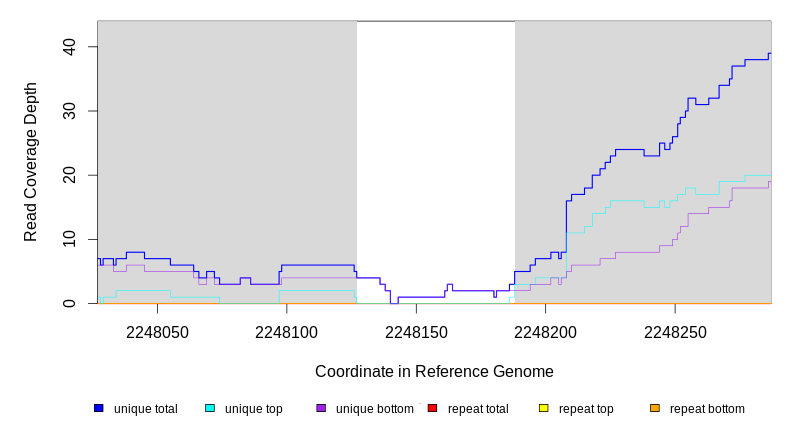 Read Coverage Depth
40
30
20
10
0
2248050 2248100 2248150 2248200 2248250
Coordinate in Reference Genome
unique total unique top unique bottom repeat total repeat top repeat bottom